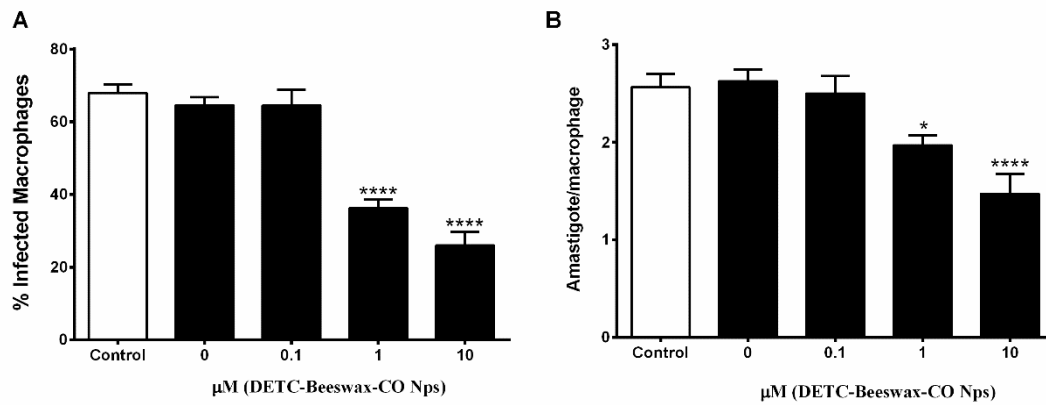 A
% Infected Macrophages
80
60
40
20
0
****
****
Control 0 0.1 1 10
µM (DETC-Beeswax-CO Nps)
B
Amastigote/macrophage
3
2
1
0
*
****
Control 0 0.1 1 10
µM (DETC-Beeswax-CO Nps)